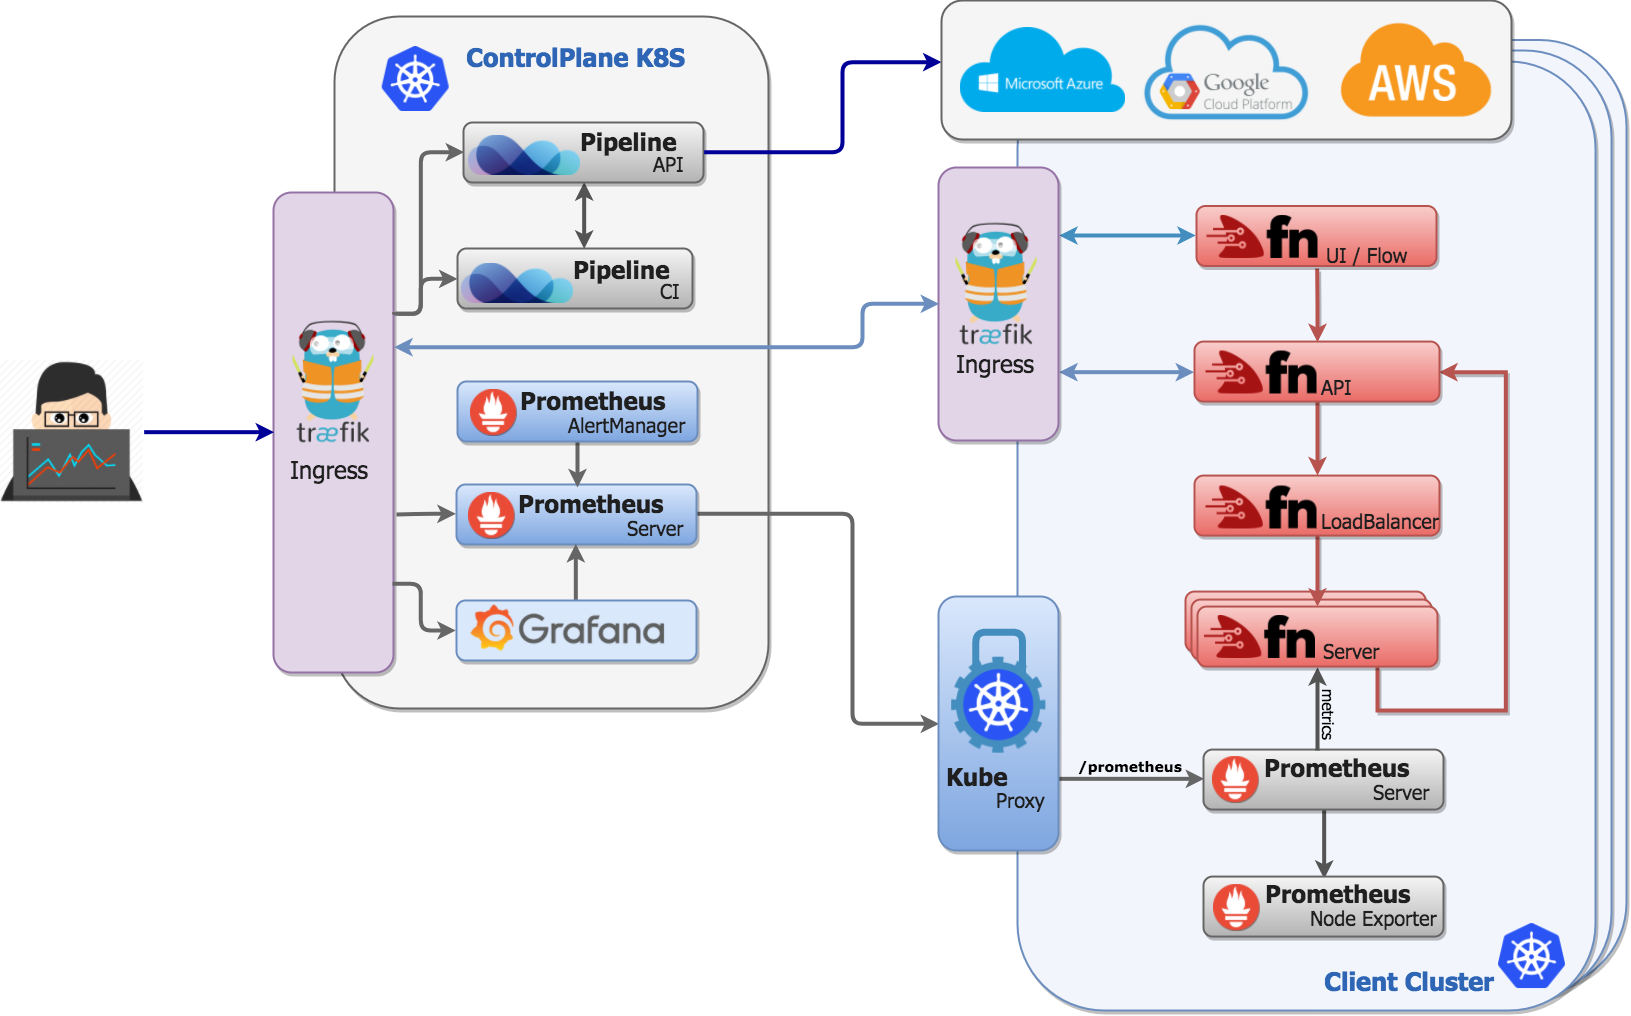 ControlPlane K8S
Pipeline
API
Pipeline
CI
træfik
Ingress
Prometheus
AlertManager
Prometheus
Server
Grafana
Microsoft Azure
Google
Cloud Platform
AWS
træfik
Ingress
fn UI / Flow
fn API
fn LoadBalancer
fn Server
metrics
Kube
Proxy
/prometheus
Prometheus
Server
Prometheus
Node Exporter
Client Cluster